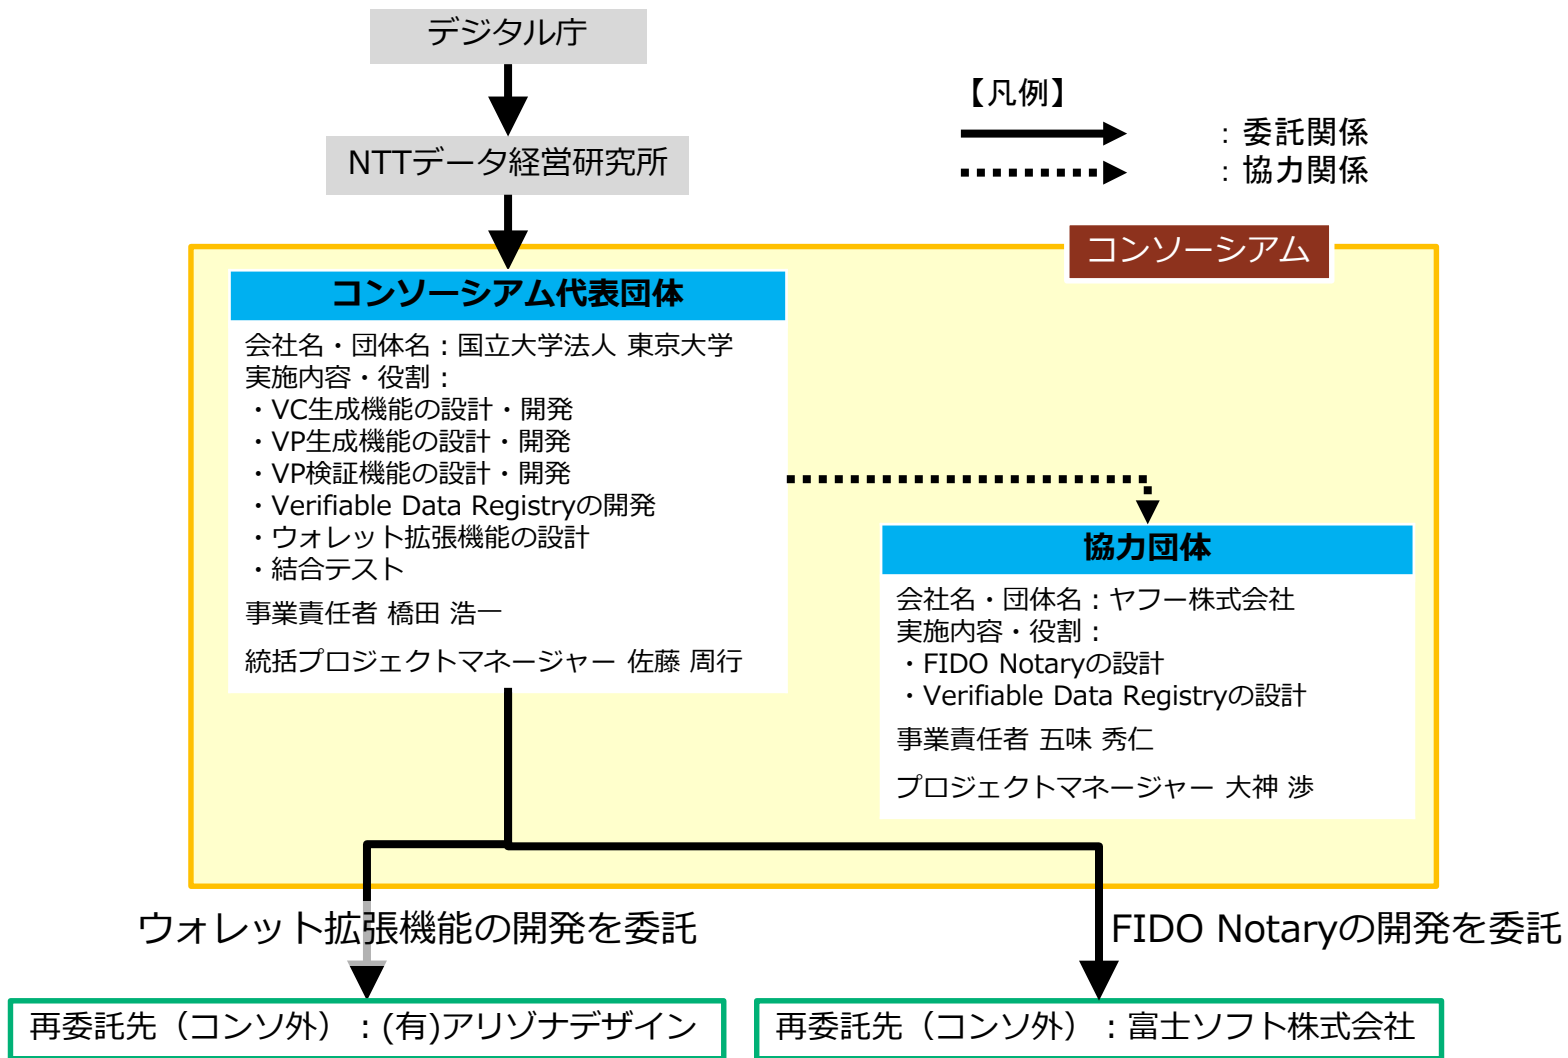 デジタル庁
NTTデータ経営研究所
【凡例】
：委託関係
：協力関係
コンソーシアム
コンソーシアム代表団体
会社名・団体名：国立大学法人 東京大学
実施内容・役割：
・VC生成機能の設計・開発
・VP生成機能の設計・開発
・VP検証機能の設計・開発
・Verifiable Data Registryの開発
・ウォレット拡張機能の設計
・結合テスト
事業責任者 橋田 浩一
統括プロジェクトマネージャー 佐藤 周行
協力団体
会社名・団体名：ヤフー株式会社
実施内容・役割：
・FIDO Notaryの設計
・Verifiable Data Registryの設計
事業責任者 五味 秀仁
プロジェクトマネージャー 大神 渉
ウォレット拡張機能の開発を委託
FIDO Notaryの開発を委託
再委託先（コンソ外）：(有)アリゾナデザイン
再委託先（コンソ外）：富士ソフト株式会社